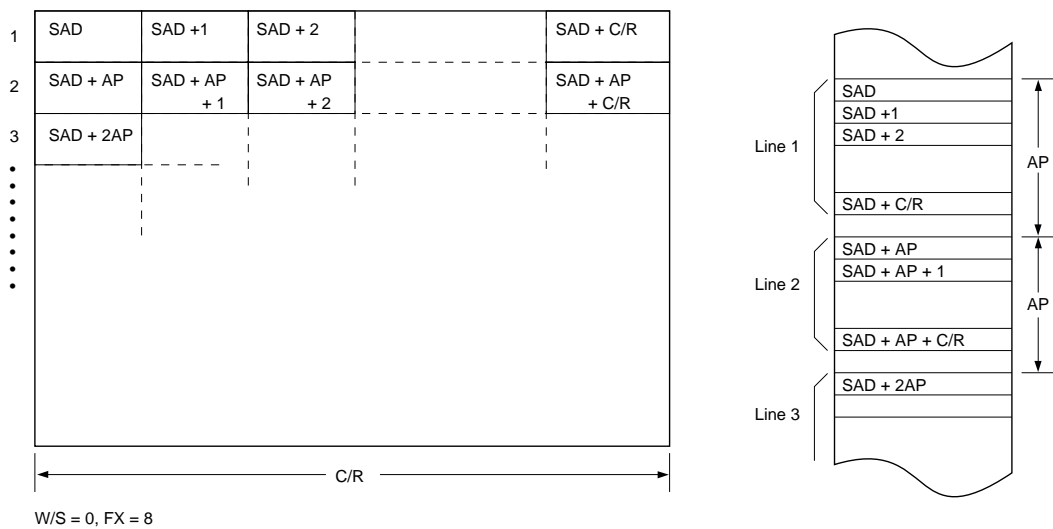 1 SAD SAD +1 SAD + 2 SAD + C/R
2 SAD + AP SAD + AP + 1 SAD + AP + 2 SAD + AP + C/R
3 SAD + 2AP
C/R
W/S = 0, FX = 8
Line 1
SAD
SAD +1
SAD + 2
SAD + C/R
AP
Line 2
SAD + AP
SAD + AP + 1
SAD + AP + C/R
AP
Line 3
SAD + 2AP